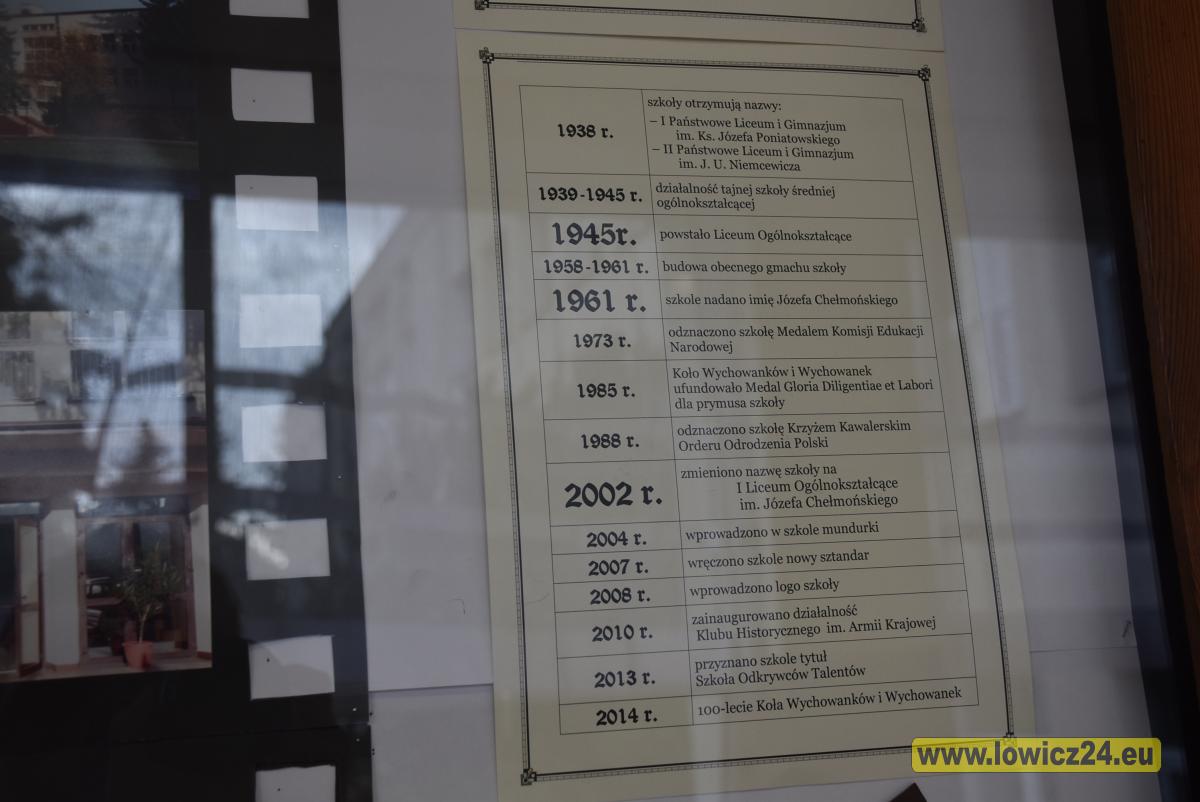 1938 r.
szkoły otrzymują nazwy:
– I Państwowe Liceum i Gimnazjum
im. Ks. Józefa Poniatowskiego
– II Państwowe Liceum i Gimnazjum
im. J. U. Niemcewicza
1939-1945 r.
działalność tajnej szkoły średniej
ogólnokształcącej
1945r.
powstało Liceum Ogólnokształcące
1958-1961 r.
budowa obecnego gmachu szkoły
1961 r.
szkole nadano imię Józefa Chełmońskiego
1973 r.
odznaczono szkołę Medalem Komisji Edukacji
Narodowej
1985 r.
Koło Wychowanków i Wychowanek
ufundowało Medal Gloria Diligentiae et Labori
dla prymusa szkoły
1988 r.
odznaczono szkołę Krzyżem Kawalerskim
Orderu Odrodzenia Polski
2002 r.
zmieniono nazwę szkoły na
I Liceum Ogólnokształcące
im. Józefa Chełmońskiego
2004 r.
wprowadzono w szkole mundurki
2007 r.
wręczono szkole nowy sztandar
2008 r.
wprowadzono logo szkoły
2010 r.
zainaugurowano działalność
Klubu Historycznego im. Armii Krajowej
2013 r.
przyznano szkole tytuł
Szkoła Odkrywców Talentów
2014 r.
100-lecie Koła Wychowanków i Wychowanek
www.lowicz24.eu